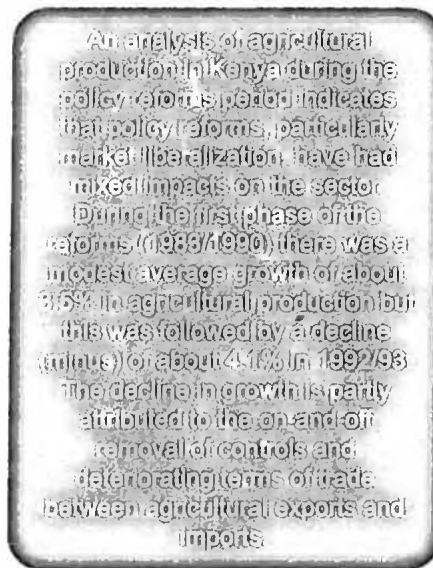 An analysis of agricultural
production in Kenya during the
policy reforms period indicates
that policy reforms, particularly
market liberalization, have had
mixed impacts on the sector
During the first phase of the
reforms (1983/1990) there was a
modest average growth of about
3.5% in agricultural production but
this was followed by a decline
(minus) of about 4.1% in 1992/93
The decline in growth is partly
attributed to the on-and-off
removal of controls and
deteriorating terms of trade
between agricultural exports and
imports